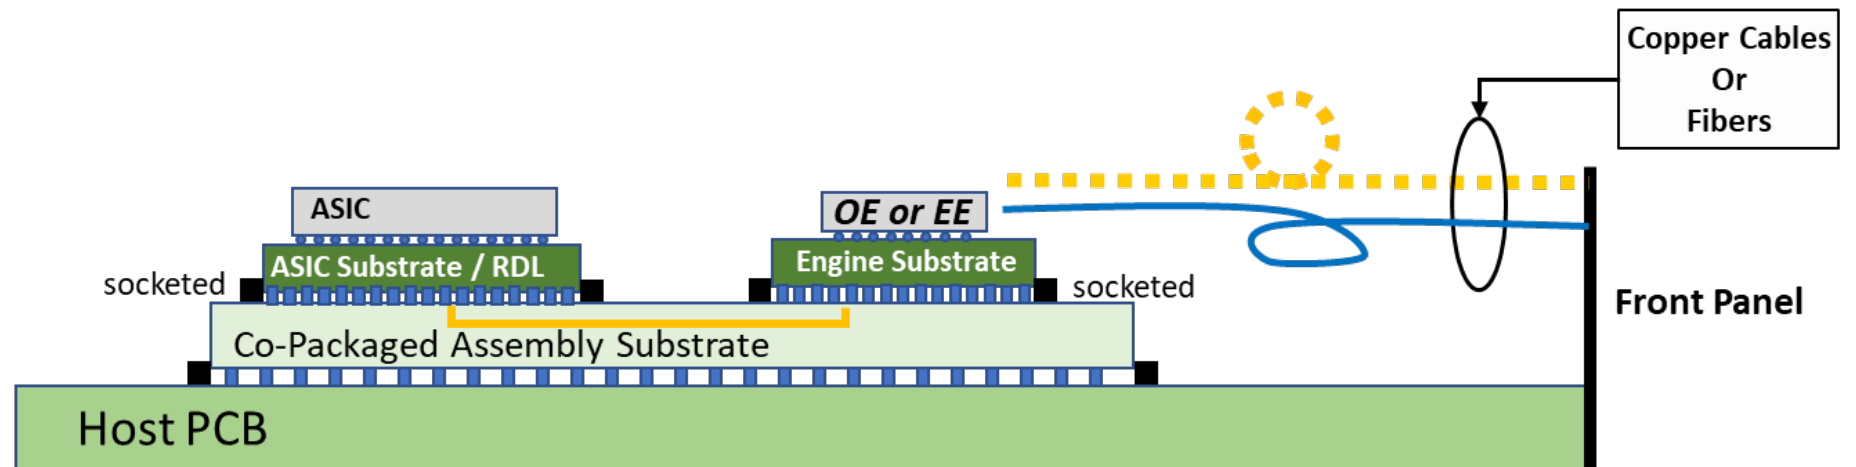 Copper Cables
Or
Fibers
ASIC
OE or EE
ASIC Substrate / RDL
Engine Substrate
socketed
socketed
Front Panel
Co-Packaged Assembly Substrate
Host PCB